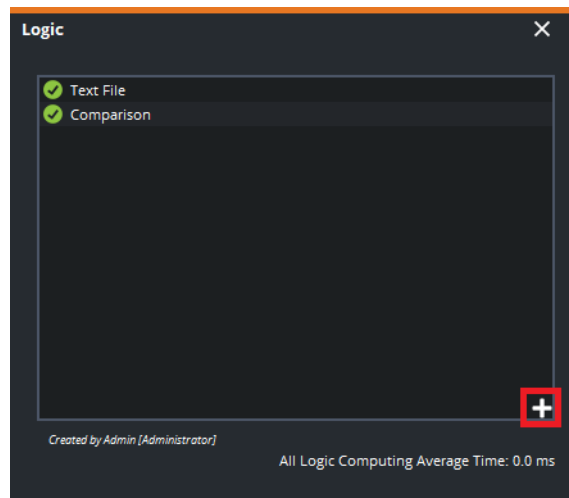 Logic
Text File
Comparison
Created by Admin [Administrator]
All Logic Computing Average Time: 0.0 ms